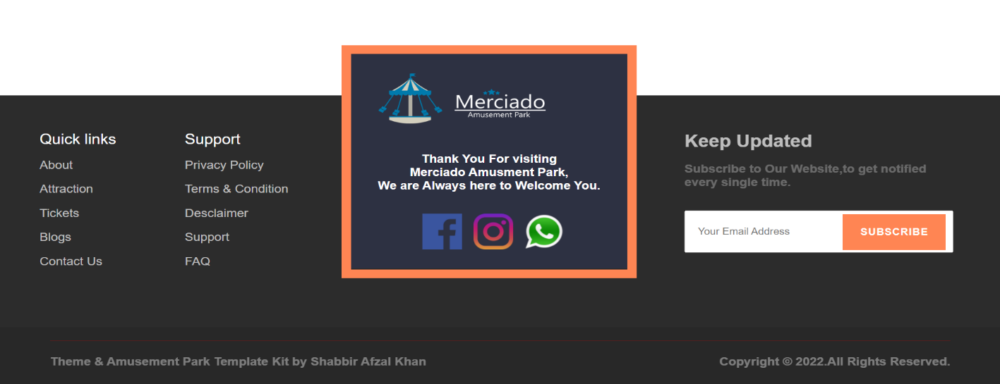 Quick links
About
Attraction
Tickets
Blogs
Contact Us
Support
Privacy Policy
Terms & Condition
Desclaimer
Support
FAQ
Merciado
Amusement Park
Thank You For visiting
Merciado Amusment Park,
We are Always here to Welcome You.
Keep Updated
Subscribe to Our Website,to get notified
every single time.
Your Email Address
SUBSCRIBE
Theme & Amusement Park Template Kit by Shabbir Afzal Khan
Copyright © 2022.All Rights Reserved.